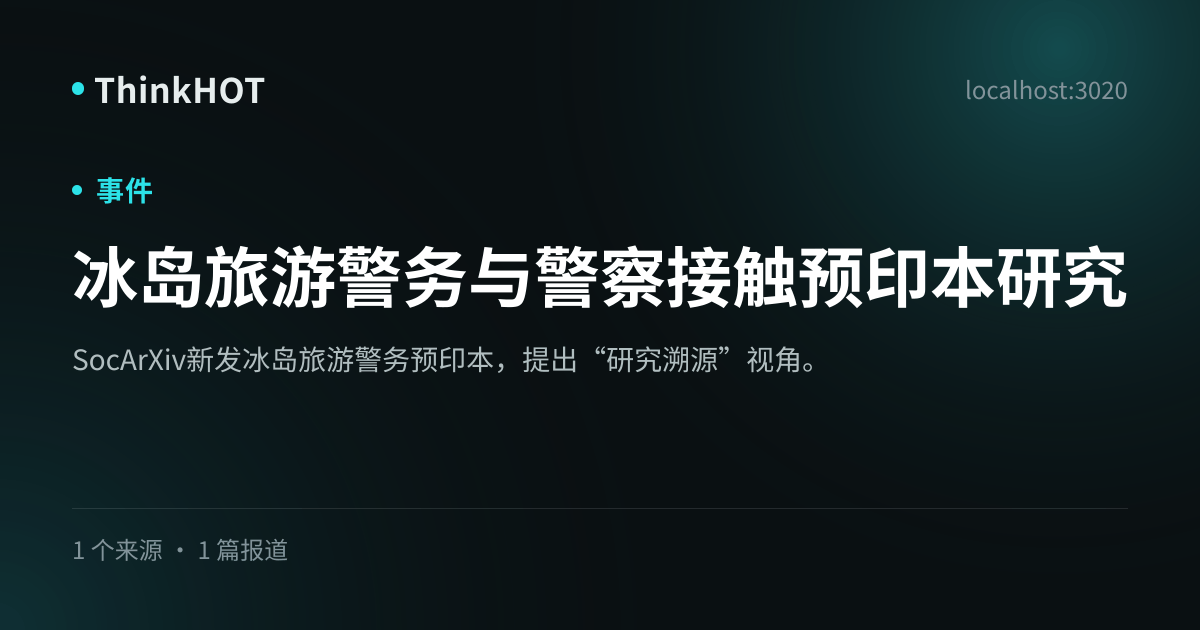 ThinkHOT
localhost:3020
事件
冰岛旅游警务与警察接触预印本研究
SocArXiv新发冰岛旅游警务预印本，提出“研究溯源”视角。
1 个来源 · 1 篇报道